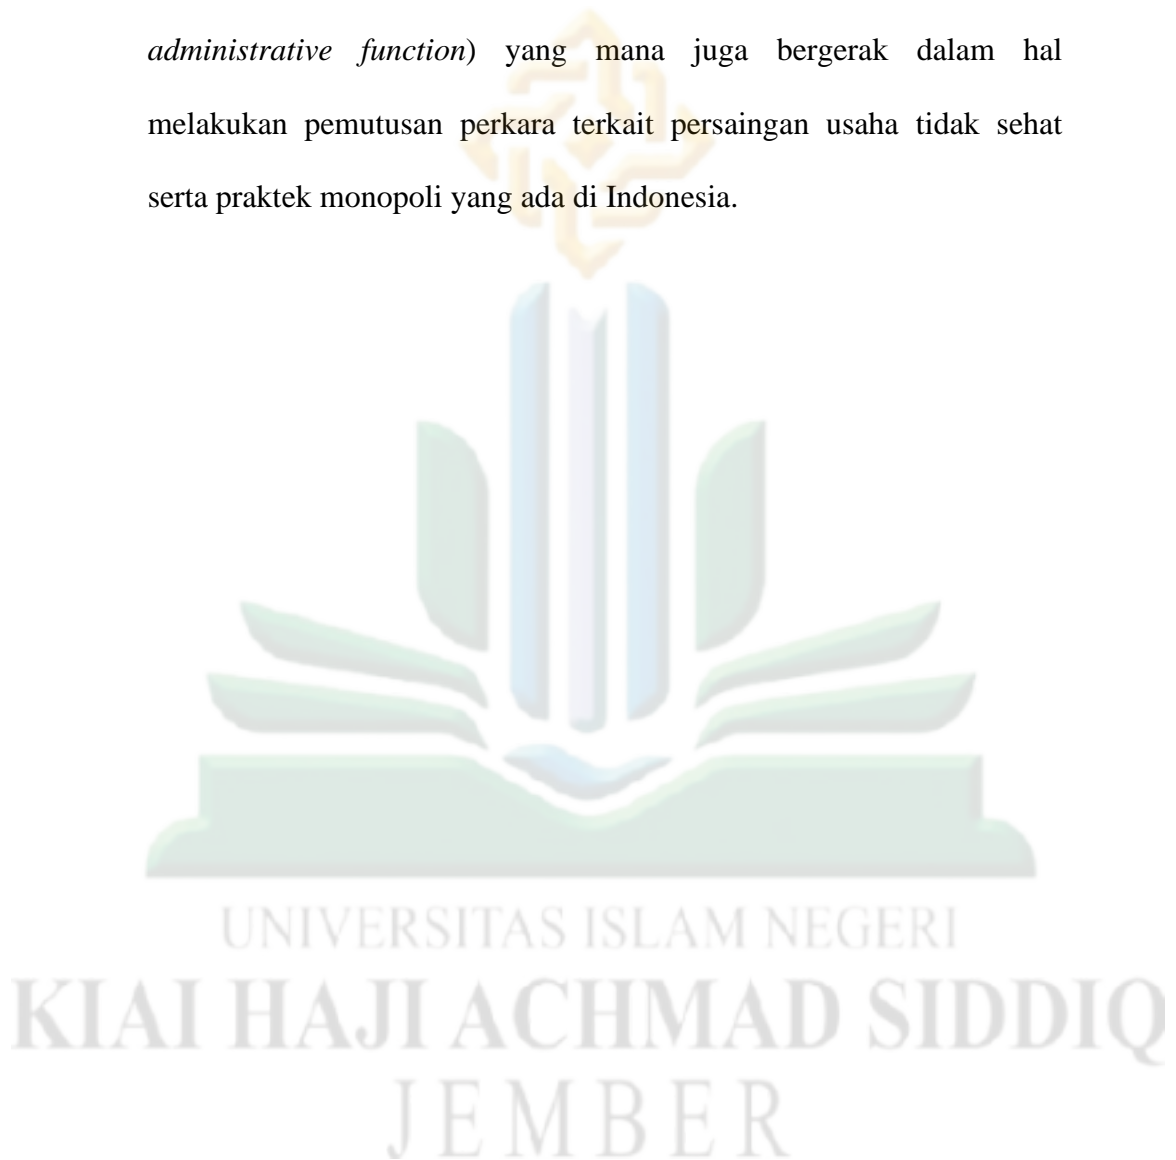 administrative function) yang mana juga bergerak dalam hal
melakukan pemutusan perkara terkait persaingan usaha tidak sehat
serta praktek monopoli yang ada di Indonesia.
UNIVERSITAS ISLAM NEGERI
KIAI HAJI ACHMAD SIDDIQ
JEMBER